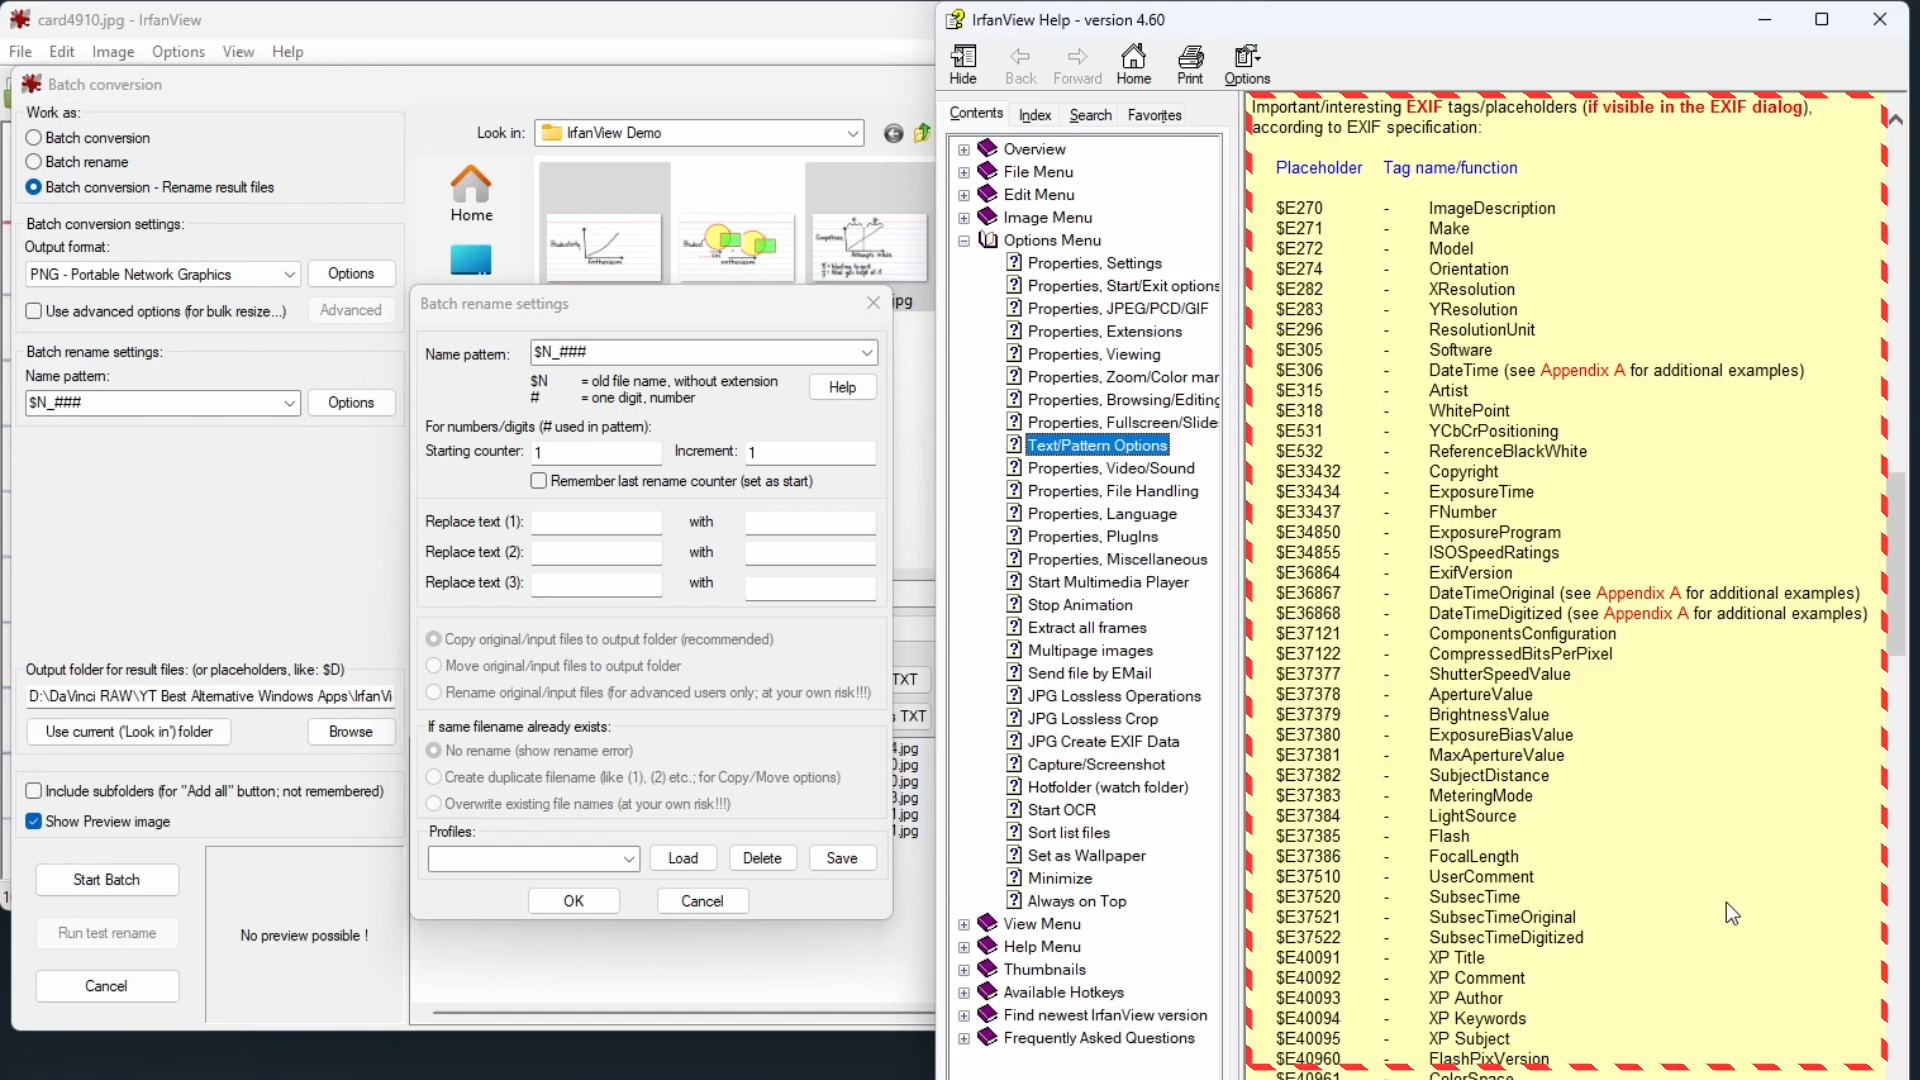 card4910.jpg - IrfanView
File Edit Image Options View Help
Batch conversion
Work as:
Batch conversion
Batch rename
Batch conversion - Rename result files
Batch conversion settings:
Output format:
PNG - Portable Network Graphics Options
Use advanced options (for bulk resize...) Advanced
Batch rename settings:
Name pattern:
$N_### Options
Output folder for result files: (or placeholders, like: $D)
D:\DaVinci RAW\YT Best Alternative Windows Apps\IrfanVi
Use current ('Look in') folder Browse
Include subfolders (for "Add all" button; not remembered)
Show Preview image
Start Batch
Run test rename
Cancel
No preview possible !
Look in: IrfanView Demo
Home
Productivity
enthusiasm
Competence
Attempts made
jpg
Batch rename settings
Name pattern: $N_###
$N = old file name, without extension
# = one digit, number
Help
For numbers/digits (# used in pattern):
Starting counter: 1 Increment: 1
Remember last rename counter (set as start)
Replace text (1): with
Replace text (2): with
Replace text (3): with
Copy original/input files to output folder (recommended)
Move original/input files to output folder
Rename original/input files (for advanced users only; at your own risk!!!)
If same filename already exists:
No rename (show rename error)
Create duplicate filename (like (1), (2) etc.; for Copy/Move options)
Overwrite existing file names (at your own risk!!!)
Profiles:
Load Delete Save
OK Cancel
TXT
s TXT
4.jpg
0.jpg
0.jpg
3.jpg
1.jpg
1.jpg
IrfanView Help - version 4.60
Hide Back Forward Home Print Options
Contents Index Search Favorites
Overview
File Menu
Edit Menu
Image Menu
Options Menu
Properties, Settings
Properties, Start/Exit options
Properties, JPEG/PCD/GIF
Properties, Extensions
Properties, Viewing
Properties, Zoom/Color mar
Properties, Browsing/Editing
Properties, Fullscreen/Slide
Text/Pattern Options
Properties, Video/Sound
Properties, File Handling
Properties, Language
Properties, PlugIns
Properties, Miscellaneous
Start Multimedia Player
Stop Animation
Extract all frames
Multipage images
Send file by EMail
JPG Lossless Operations
JPG Lossless Crop
JPG Create EXIF Data
Capture/Screenshot
Hotfolder (watch folder)
Start OCR
Sort list files
Set as Wallpaper
Minimize
Always on Top
View Menu
Help Menu
Thumbnails
Available Hotkeys
Find newest IrfanView version
Frequently Asked Questions
Important/interesting EXIF tags/placeholders (if visible in the EXIF dialog),
according to EXIF specification:
Placeholder Tag name/function
$E270 - ImageDescription
$E271 - Make
$E272 - Model
$E274 - Orientation
$E282 - XResolution
$E283 - YResolution
$E296 - ResolutionUnit
$E305 - Software
$E306 - DateTime (see Appendix A for additional examples)
$E315 - Artist
$E318 - WhitePoint
$E531 - YCbCrPositioning
$E532 - ReferenceBlackWhite
$E33432 - Copyright
$E33434 - ExposureTime
$E33437 - FNumber
$E34850 - ExposureProgram
$E34855 - ISOSpeedRatings
$E36864 - ExifVersion
$E36867 - DateTimeOriginal (see Appendix A for additional examples)
$E36868 - DateTimeDigitized (see Appendix A for additional examples)
$E37121 - ComponentsConfiguration
$E37122 - CompressedBitsPerPixel
$E37377 - ShutterSpeedValue
$E37378 - ApertureValue
$E37379 - BrightnessValue
$E37380 - ExposureBiasValue
$E37381 - MaxApertureValue
$E37382 - SubjectDistance
$E37383 - MeteringMode
$E37384 - LightSource
$E37385 - Flash
$E37386 - FocalLength
$E37510 - UserComment
$E37520 - SubsecTime
$E37521 - SubsecTimeOriginal
$E37522 - SubsecTimeDigitized
$E40091 - XP Title
$E40092 - XP Comment
$E40093 - XP Author
$E40094 - XP Keywords
$E40095 - XP Subject
$E40960 - FlashPixVersion
$E40961 - ColorSpace